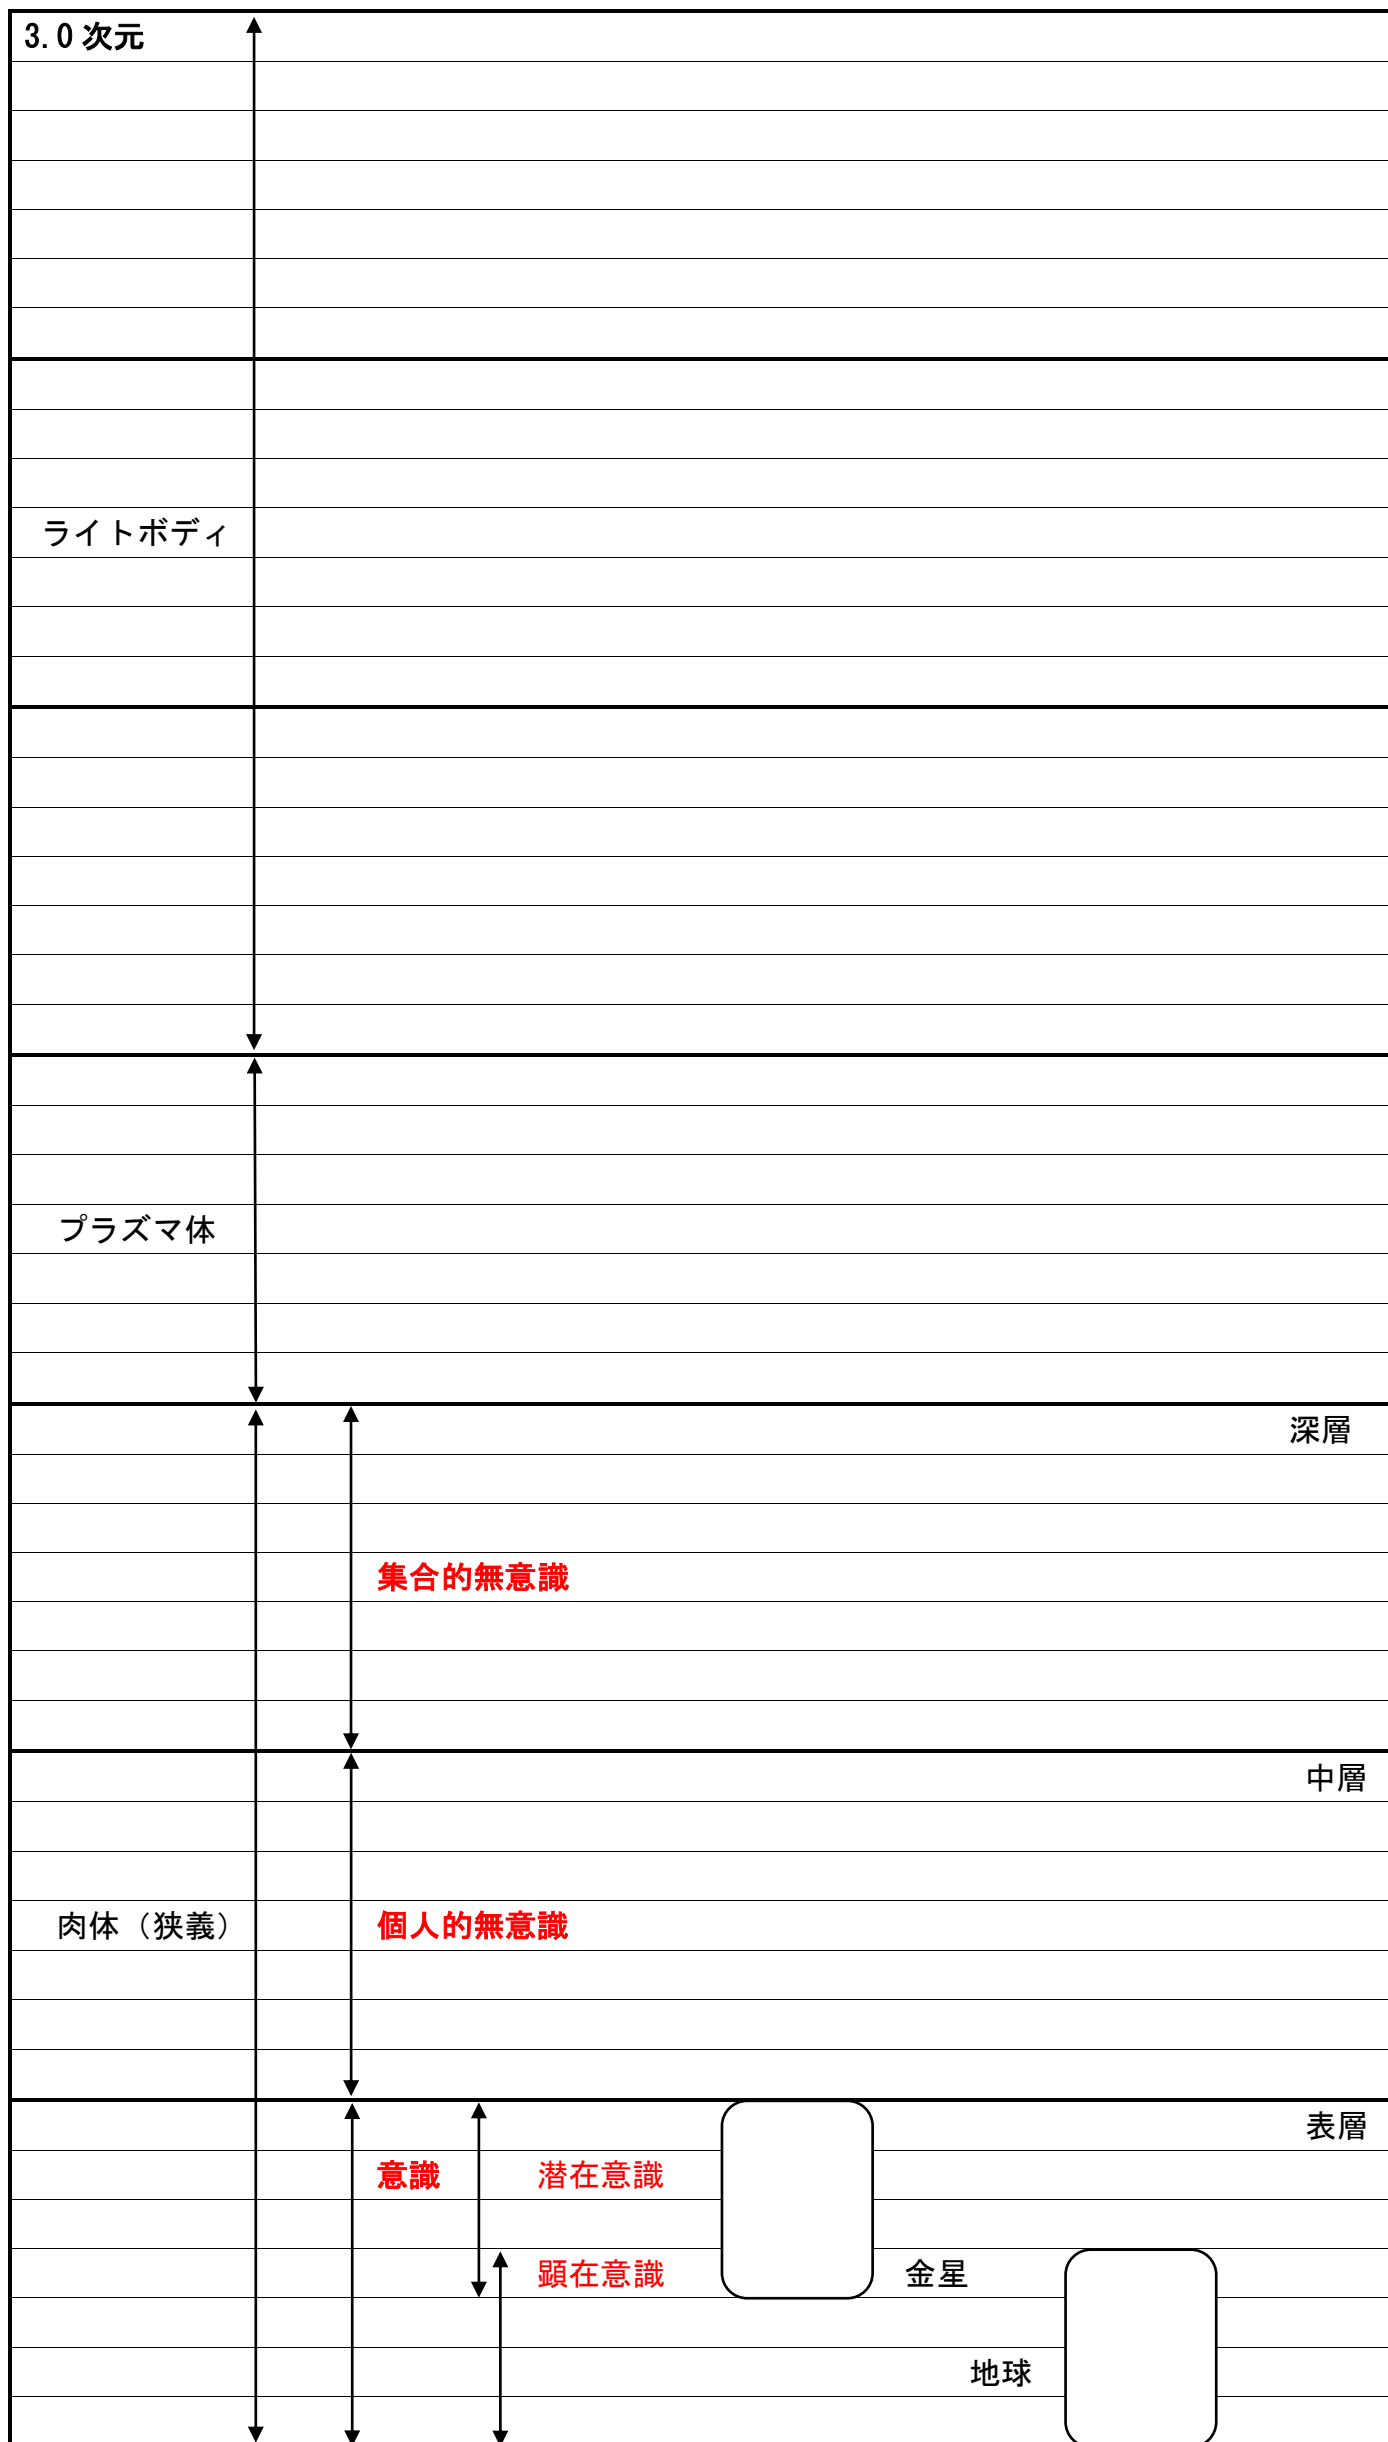 3.0次元
ライトボディ
プラズマ体
深層
集合的無意識
中層
肉体（狭義） 個人的無意識
表層
意識 潜在意識
顕在意識 金星
地球